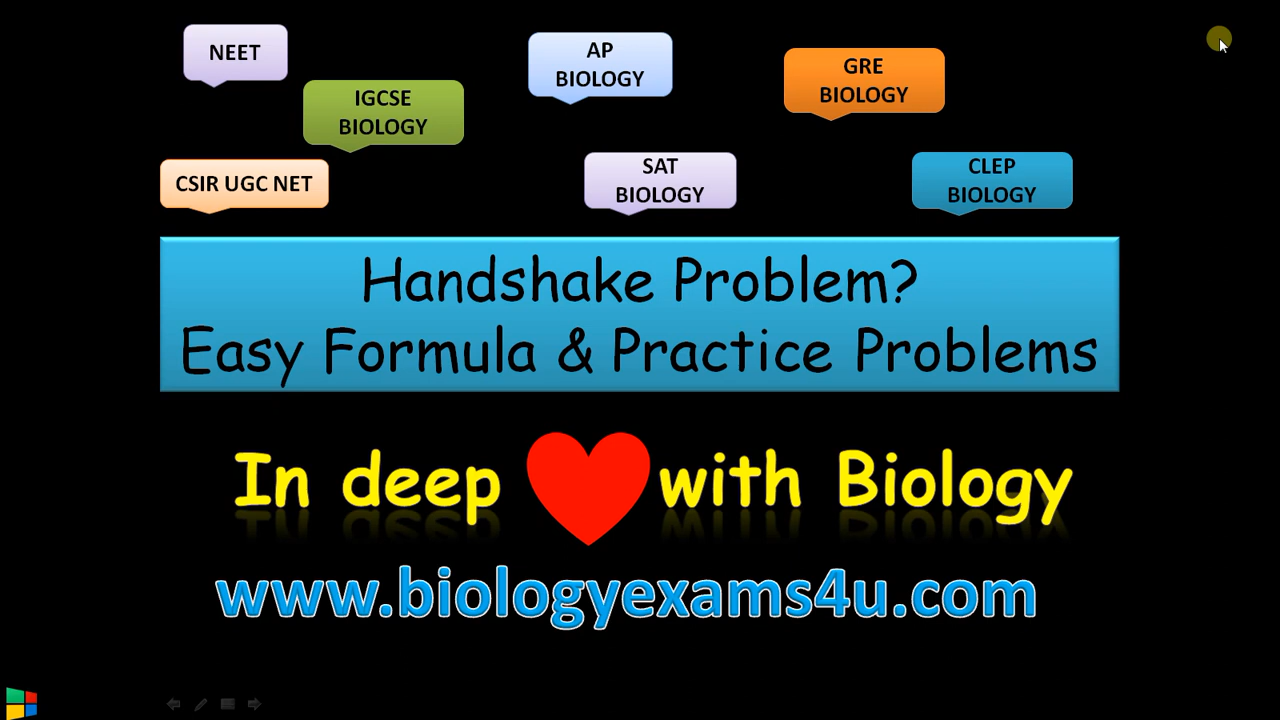 NEET
IGCSE
BIOLOGY
AP
BIOLOGY
GRE
BIOLOGY
CSIR UGC NET
SAT
BIOLOGY
CLEP
BIOLOGY
Handshake Problem?
Easy Formula & Practice Problems
In deep with Biology
www.biologyexams4u.com